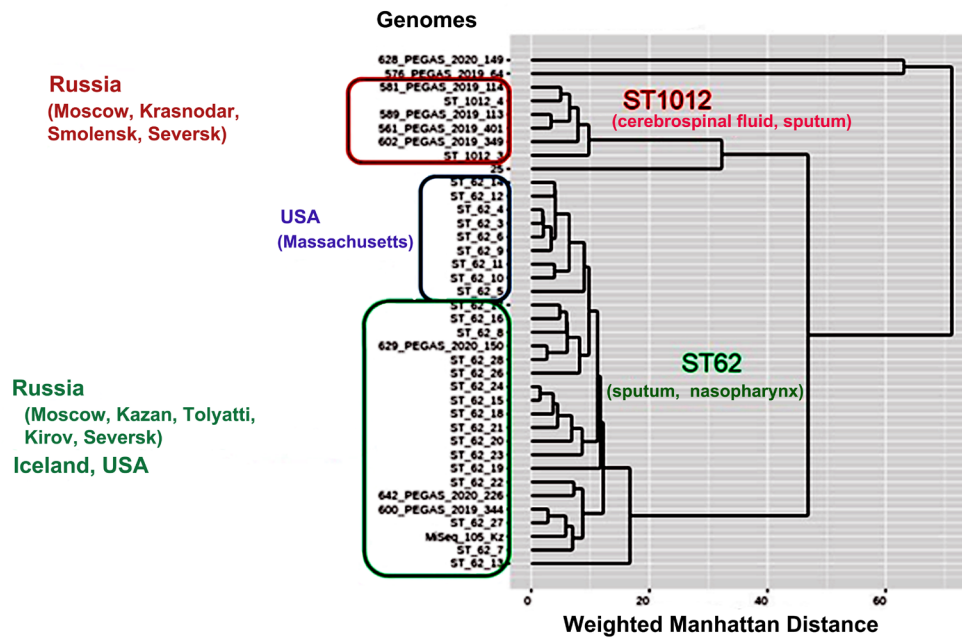 Genomes
628_PEGAS_2020_149
576_PEGAS_2019_64
581_PEGAS_2019_114
ST_1012_4
589_PEGAS_2019_113
561_PEGAS_2019_401
602_PEGAS_2019_349
ST_1012_3
25
ST_62_14
ST_62_12
ST_62_4
ST_62_3
ST_62_6
ST_62_9
ST_62_11
ST_62_10
ST_62_5
ST_62_16
ST_62_8
629_PEGAS_2020_150
ST_62_28
ST_62_26
ST_62_24
ST_62_15
ST_62_18
ST_62_21
ST_62_20
ST_62_23
ST_62_19
ST_62_22
642_PEGAS_2020_226
600_PEGAS_2019_344
ST_62_27
MiSeq_105_Kz
ST_62_7
ST_62_13
Russia
(Moscow, Krasnodar,
Smolensk, Seversk)
USA
(Massachusetts)
Russia
(Moscow, Kazan, Tolyatti,
Kirov, Seversk)
Iceland, USA
ST1012
(cerebrospinal fluid, sputum)
ST62
(sputum, nasopharynx)
0 20 40 60
Weighted Manhattan Distance